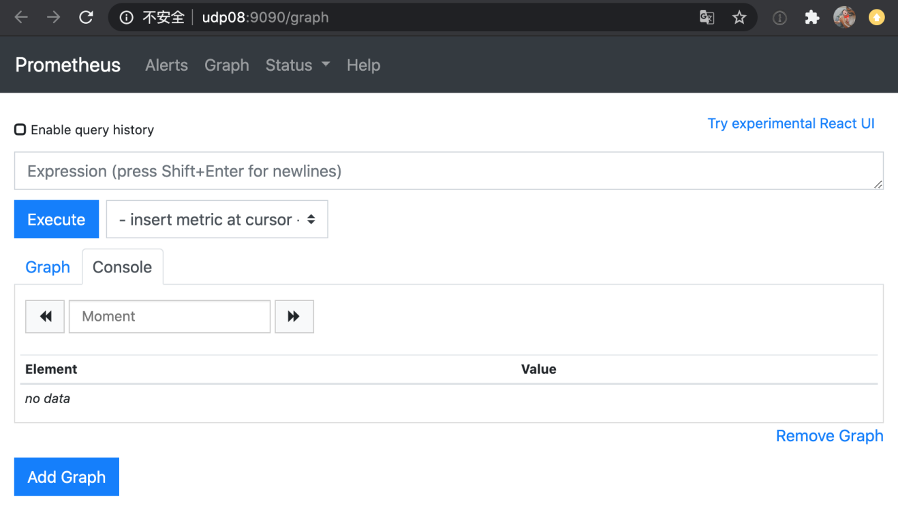 不安全 udp08:9090/graph
Prometheus Alerts Graph Status Help
Enable query history
Try experimental React UI
Expression (press Shift+Enter for newlines)
Execute - insert metric at cursor -
Graph Console
Moment
Element Value
no data
Remove Graph
Add Graph